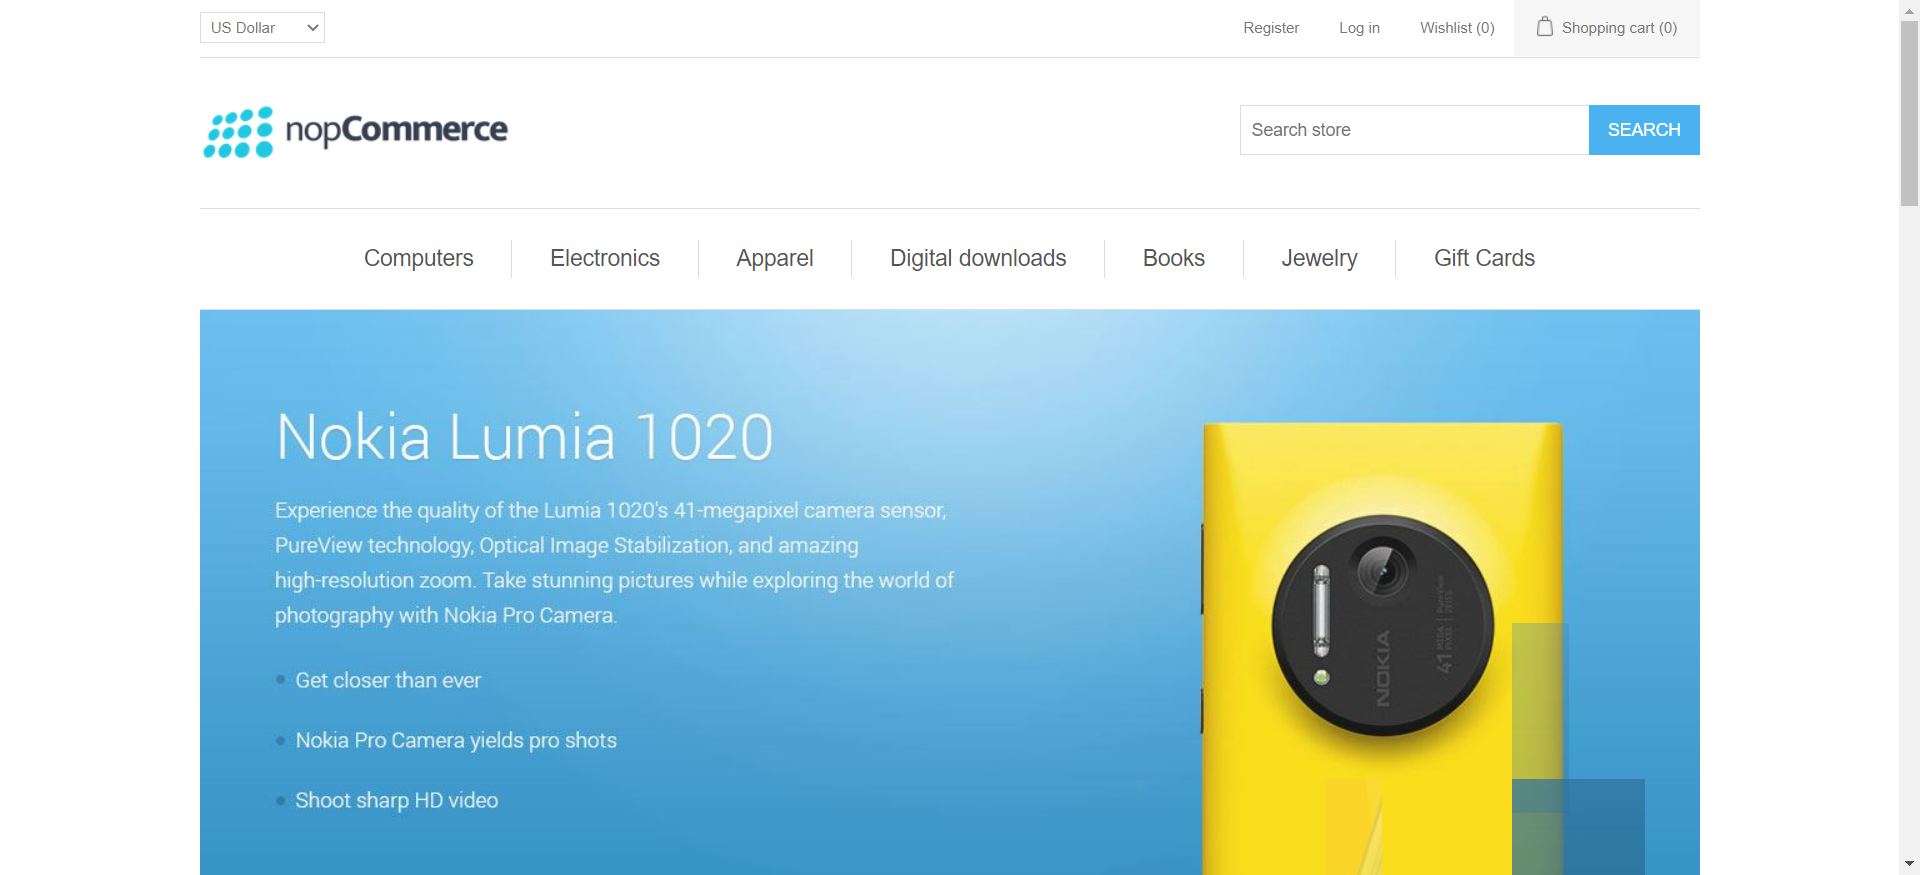 US Dollar
Register
Log in
Wishlist (0)
Shopping cart (0)
nopCommerce
Search store
SEARCH
Computers
Electronics
Apparel
Digital downloads
Books
Jewelry
Gift Cards
Nokia Lumia 1020
Experience the quality of the Lumia 1020's 41-megapixel camera sensor,
PureView technology, Optical Image Stabilization, and amazing
high-resolution zoom. Take stunning pictures while exploring the world of
photography with Nokia Pro Camera.
Get closer than ever
Nokia Pro Camera yields pro shots
Shoot sharp HD video
NOKIA
41 MEGA PIXEL
PureView
ZEISS